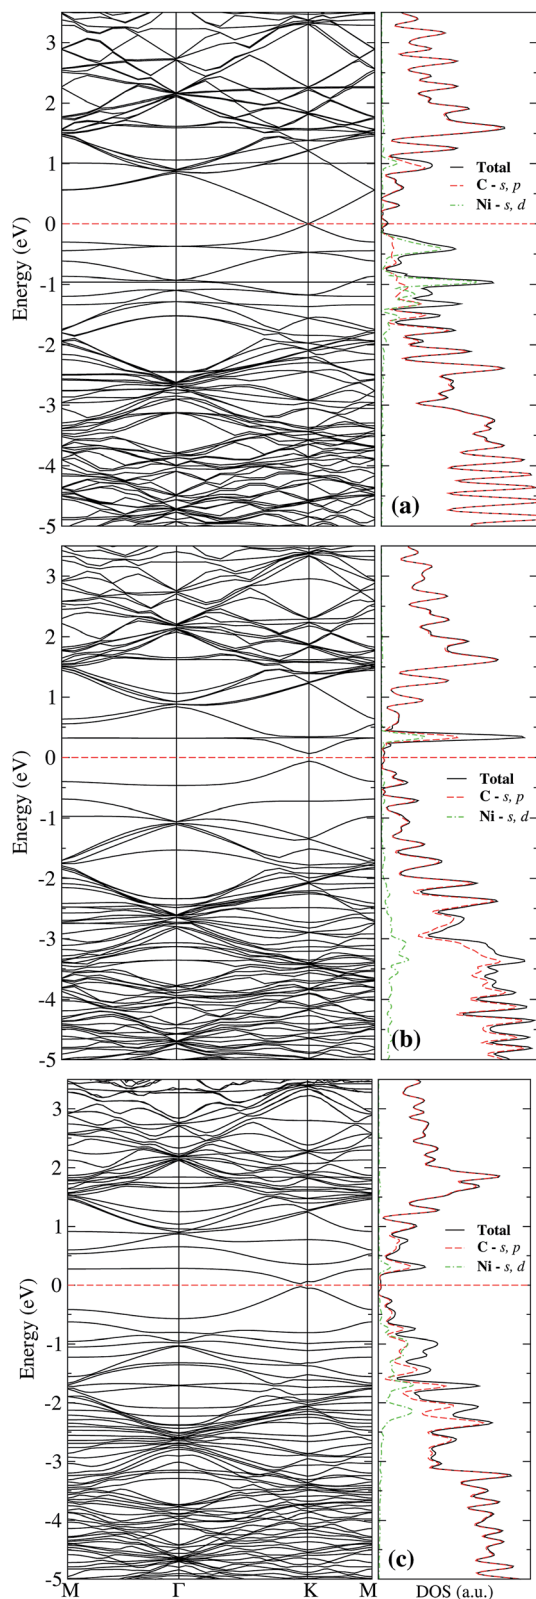 3
2
1
0
-1
-2
-3
-4
-5
Energy (eV)
Total
C - s, p
Ni - s, d
(a)
3
2
1
0
-1
-2
-3
-4
-5
Energy (eV)
Total
C - s, p
Ni - s, d
(b)
3
2
1
0
-1
-2
-3
-4
-5
Energy (eV)
Total
C - s, p
Ni - s, d
(c)
M Γ K M DOS (a.u.)